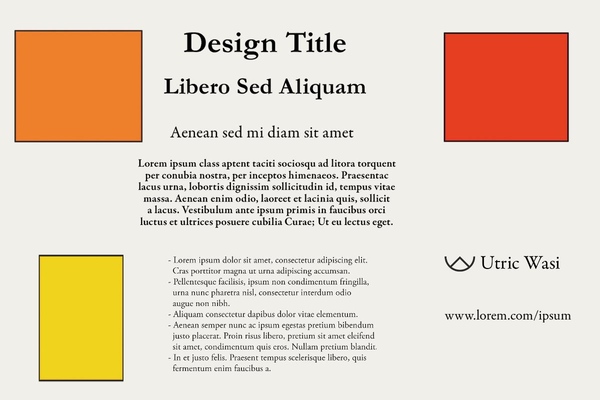 Design Title
Libero Sed Aliquam
Aenean sed mi diam sit amet
Lorem ipsum class aptent taciti sociosqu ad litora torquent
per conubia nostra, per inceptos himenaeos. Praesentac
lacus urna, lobortis dignissim sollicitudin id, tempus vitae
massa. Aenean enim odio, laoreet et lacinia quis, sollicit
a lacus. Vestibulum ante ipsum primis in faucibus orci
luctus et ultrices posuere cubilia Curae; Ut eu lectus eget.
- Lorem ipsum dolor sit amet, consectetur adipiscing elit.
Cras porttitor magna ut urna adipiscing accumsan.
- Pellentesque facilisis, ipsum non condimentum fringilla,
urna nunc pharetra nisl, consectetur interdum odio
augue non nibh.
- Aliquam consectetur dapibus dolor vitae elementum.
- Aenean semper nunc ac ipsum egestas pretium bibendum
justo placerat. Proin risus libero, pretium sit amet eleifend
sit amet, condimentum quis eros. Nullam pretium blandit.
- In et justo felis. Praesent tempus scelerisque libero, quis
fermentum enim faucibus a.
Utric Wasi
www.lorem.com/ipsum